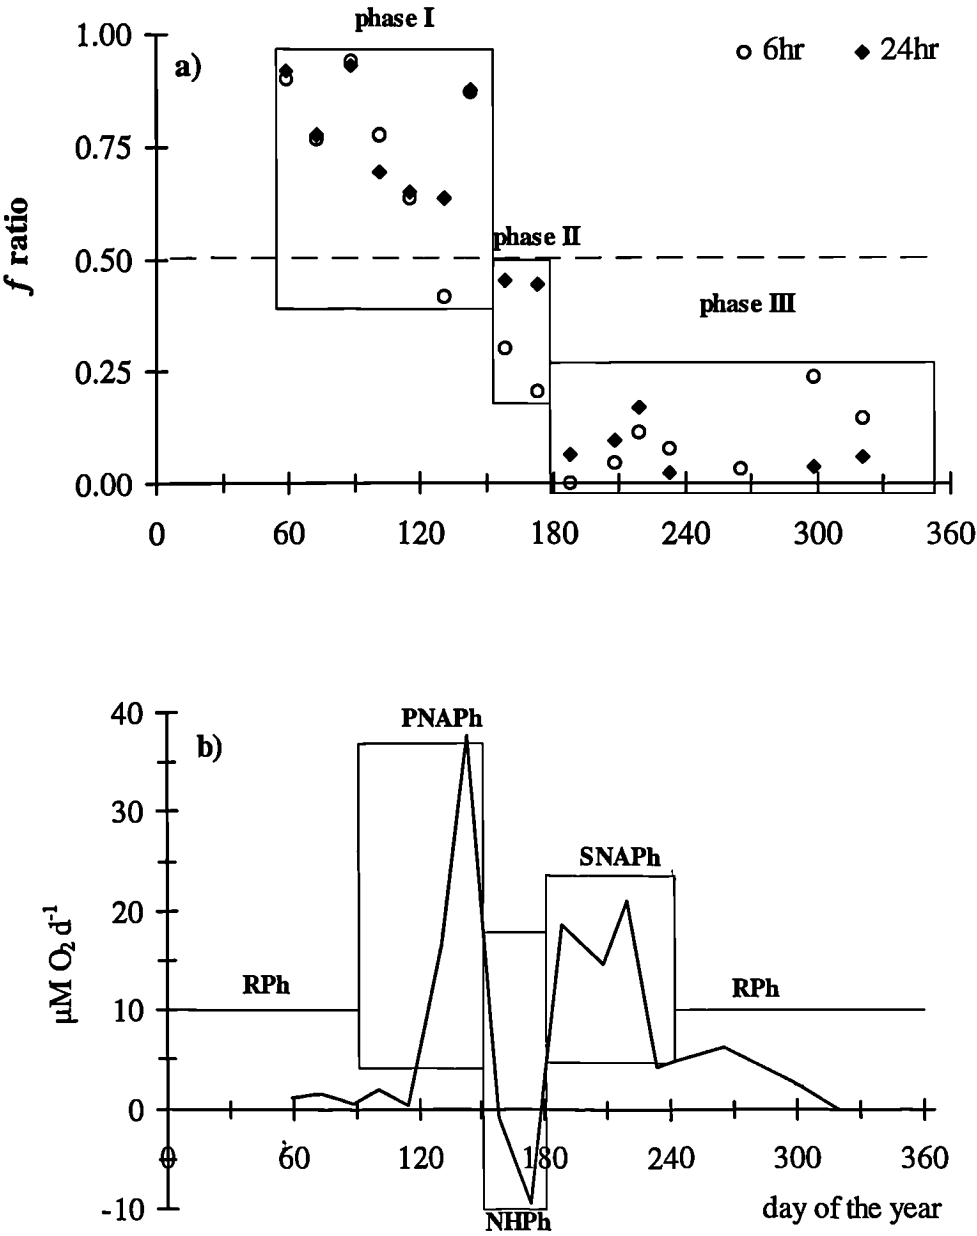 phase I
1.00
a)
6hr
24hr
0.75
phase II
0.50
f ratio
phase III
0.25
0.00
0 60 120 180 240 300 360
40
PNAPh
b)
30
SNAPh
20
µM O2 d-1
RPh
RPh
10
0
0 60 120 180 240 300 360
-10
NHPh
day of the year